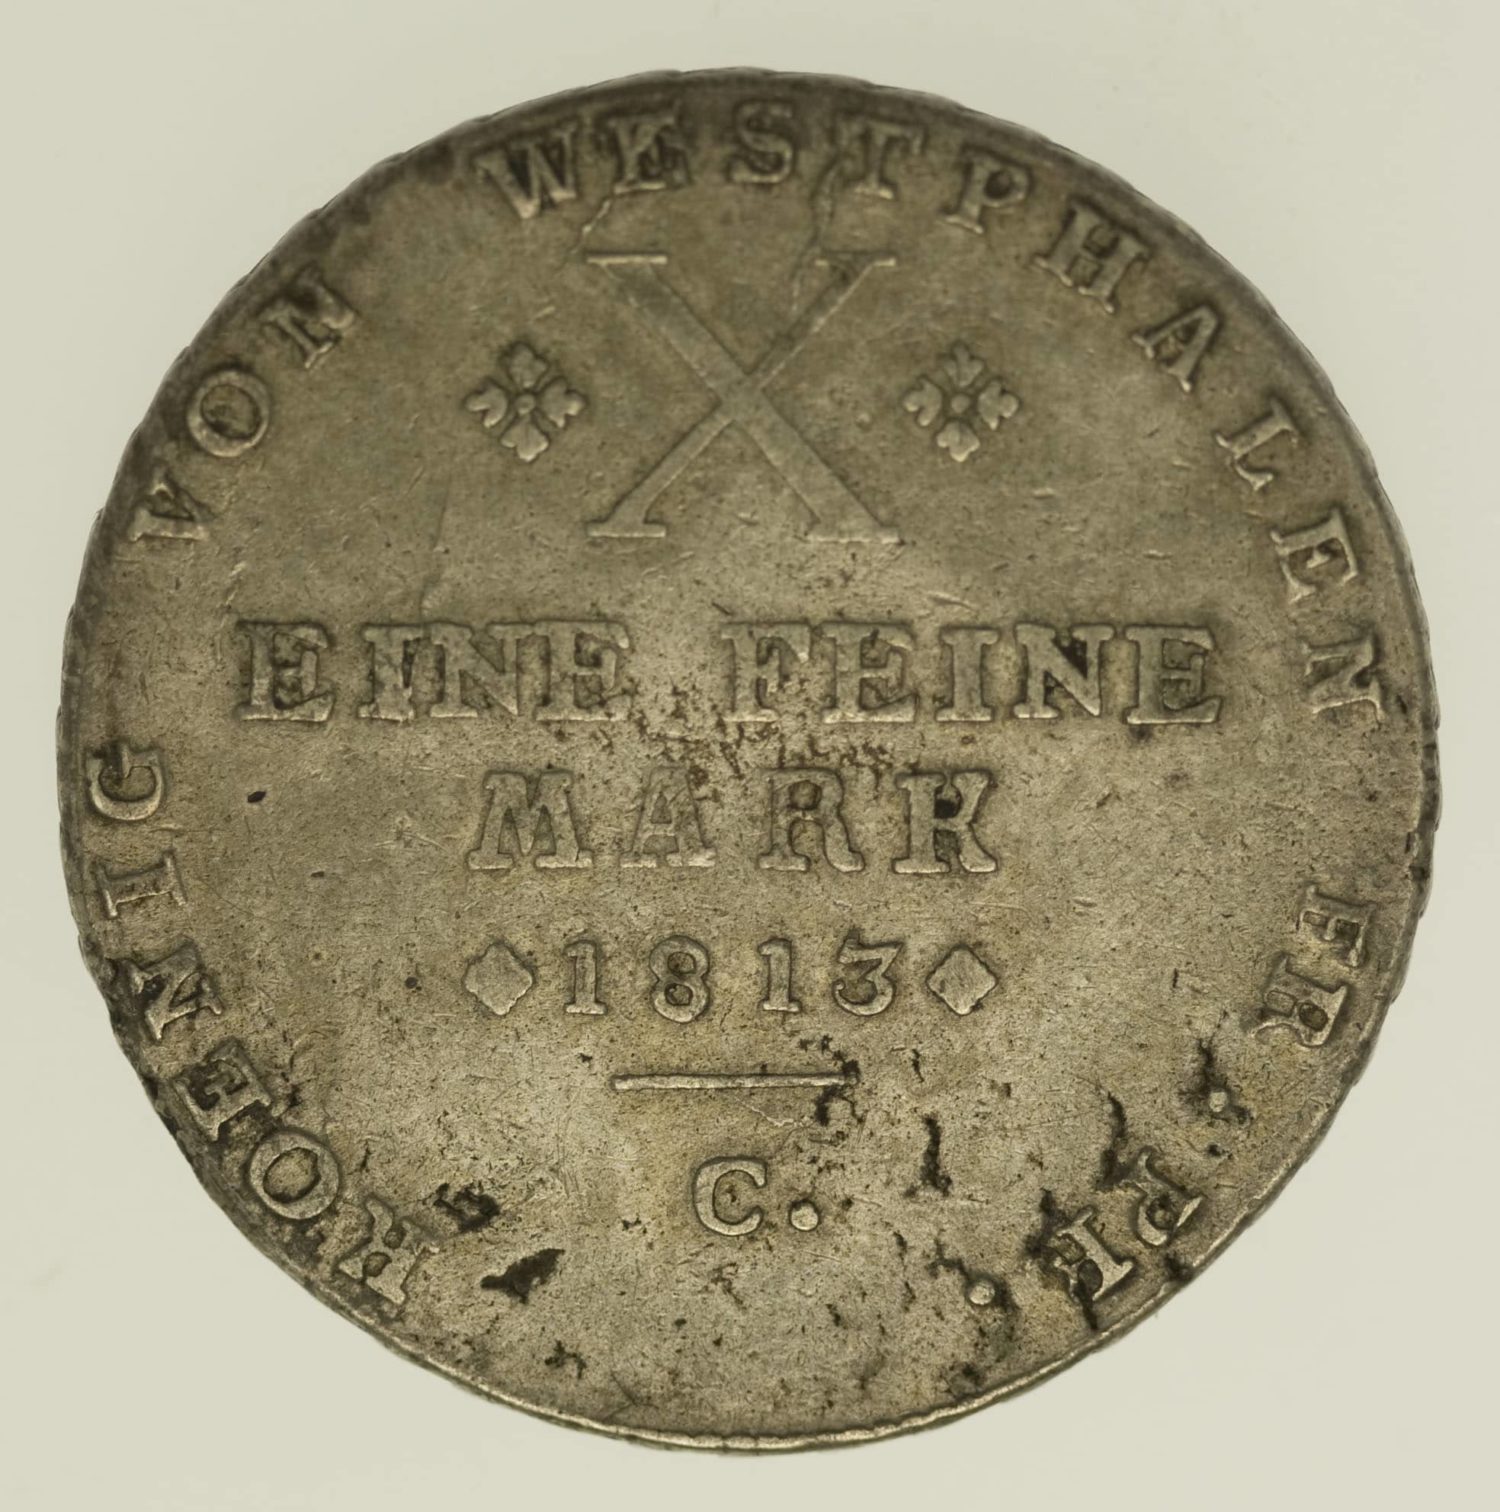 KOENIG VON WESTPHALEN FR. PR.
X
EINE FEINE
MARK
1813
C.